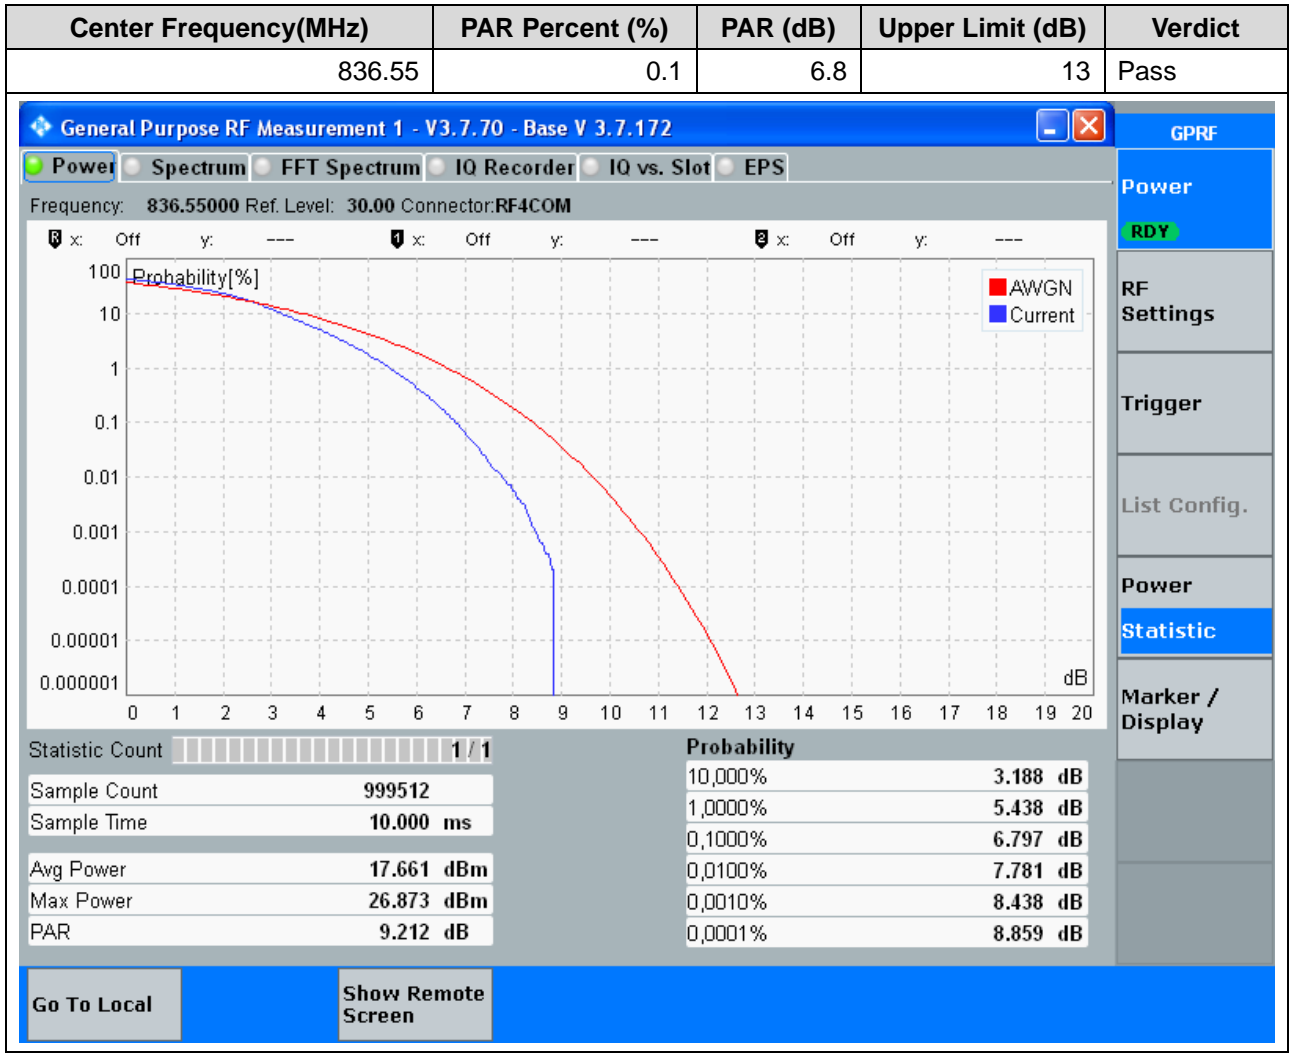 Center Frequency(MHz) PAR Percent (%) PAR (dB) Upper Limit (dB) Verdict
836.55 0.1 6.8 13 Pass
General Purpose RF Measurement 1 - V3.7.70 - Base V 3.7.172
GPRF
Power Spectrum FFT Spectrum IQ Recorder IQ vs. Slot EPS
Power
RDY
Frequency: 836.55000 Ref. Level: 30.00 Connector:RF4COM
R x: Off y: --- 1 x: Off y: --- 2 x: Off y: ---
100 Probability[%]
AWGN
Current
10
1
0.1
0.01
0.001
0.0001
0.00001
0.000001
dB
0 1 2 3 4 5 6 7 8 9 10 11 12 13 14 15 16 17 18 19 20
RF
Settings
Trigger
List Config.
Power
Statistic
Marker /
Display
Statistic Count 1 / 1
Sample Count 999512
Sample Time 10.000 ms
Avg Power 17.661 dBm
Max Power 26.873 dBm
PAR 9.212 dB
Probability
10,000% 3.188 dB
1,0000% 5.438 dB
0,1000% 6.797 dB
0,0100% 7.781 dB
0,0010% 8.438 dB
0,0001% 8.859 dB
Go To Local
Show Remote
Screen